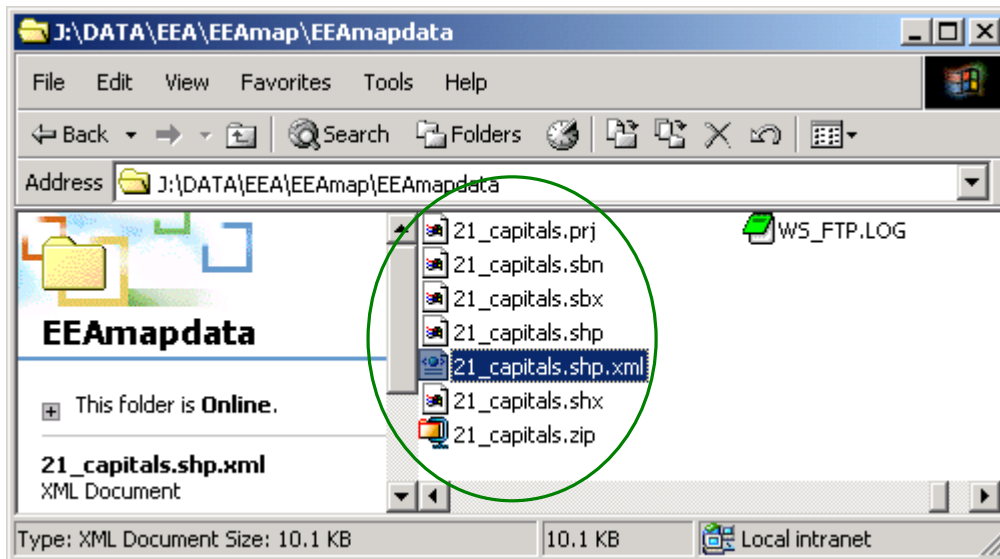 J:\DATA\EEA\EEAmap\EEAmapdata
File Edit View Favorites Tools Help
Back Search Folders
Address J:\DATA\EEA\EEAmap\EEAmapdata
21_capitals.prj WS_FTP.LOG
21_capitals.sbn
21_capitals.sbx
21_capitals.shp
21_capitals.shp.xml
21_capitals.shx
21_capitals.zip
EEAmapdata
This folder is Online.
21_capitals.shp.xml
XML Document
Type: XML Document Size: 10.1 KB 10.1 KB Local intranet